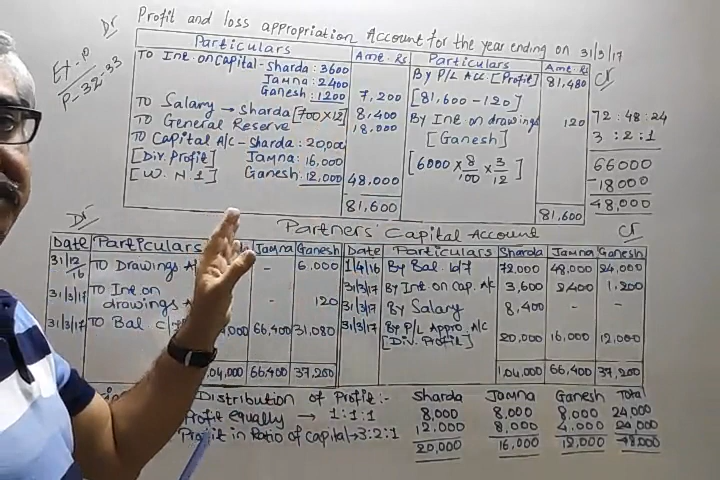 Profit and loss appropriation Account for the year ending on 31/3/17
Dr
Ex. 8
P-32-33
Particulars Amt. Rs Particulars Amt. Rs
Cr
To Int. on Capital - Sharda: 3600
Jamna: 2400
Ganesh: 1200 7,200
By P/L Acc. [Profit] 81,480
[81,600 - 120]
To Salary → Sharda [700 x 12] 8,400
By Int on drawings 120
[Ganesh]
To General Reserve 18,000
[6000 × 8/100 × 3/12]
To Capital A/c - Sharda: 20,000
[Div. Profit] Jamna: 16,000
[W. N 1] Ganesh: 12,000 48,000
81,600 81,600
72 : 48 : 24
3 : 2 : 1
66000
-18000
48,000
Dr Partners' Capital Account Cr
Date Particulars Jamna Ganesh Date Particulars Sharda Jamna Ganesh
31/12/16 To Drawings A - 6,000 1/4/16 By Bal. b/f 72,000 48,000 24,000
31/3/17 To Int on drawings A - 120 31/3/17 By Int on Cap. A/c 3,600 2400 1,200
31/3/17 By Salary 8,400 - -
31/3/17 To Bal c ,000 66,400 31,080 31/3/17 By P/L Appro. A/c 20,000 16,000 12,000
[Div. Profit]
04,000 66,400 37,200 1,04,000 66,400 37,200
Distribution of Profit :- Sharda Jamna Ganesh Total
Profit equally → 1:1:1 8,000 8,000 8,000 24,000
Profit in Ratio of capital → 3:2:1 12,000 8,000 4,000 24,000
20,000 16,000 12,000 48,000